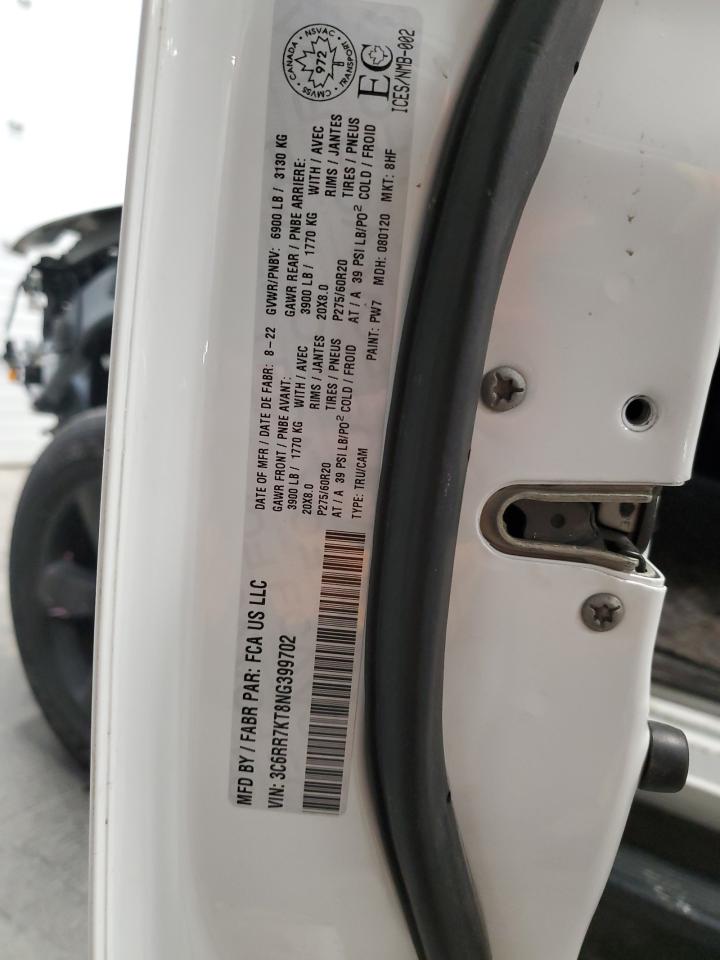 MFD BY / FABR PAR: FCA US LLC
DATE OF MFR / DATE DE FABR: 8-22 GVWR/PNBV: 6900 LB / 3130 KG
GAWR FRONT / PNBE AVANT: GAWR REAR / PNBE ARRIERE:
3900 LB / 1770 KG WITH / AVEC 3900 LB / 1770 KG WITH / AVEC
20X8.0 RIMS / JANTES 20X8.0 RIMS / JANTES
P275/60R20 TIRES / PNEUS P275/60R20 TIRES / PNEUS
AT / A 39 PSI LB/PO² COLD / FROID AT / A 39 PSI LB/PO² COLD / FROID
VIN: 3C6RR7KT8NG399702 TYPE: TRU/CAM PAINT: PW7 MDH: 080120 MKT: 8HF
CANADA • NSVAC • TRANSPORT • CMVSS
972
EC
ICES/NMB-002